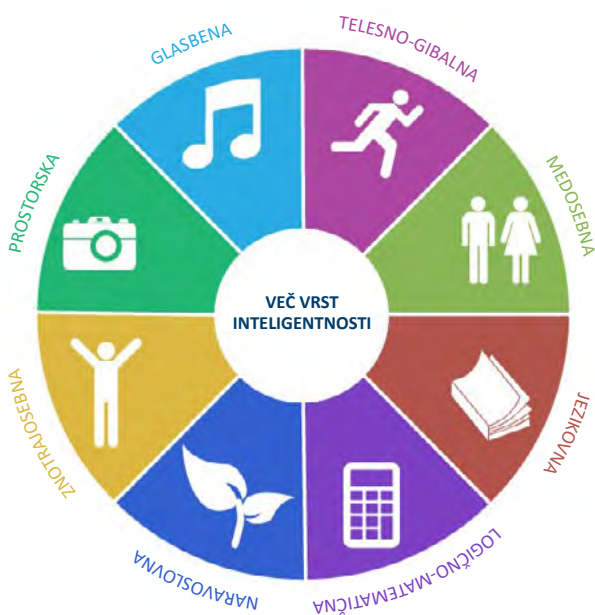 GLASBENA
TELESNO-GIBALNA
MEDOSEBNA
JEZIKOVNA
LOGIČNO-MATEMATIČNA
NARAVOSLOVNA
ZNOTRAJOSEBNA
PROSTORSKA
VEČ VRST
INTELIGENTNOSTI